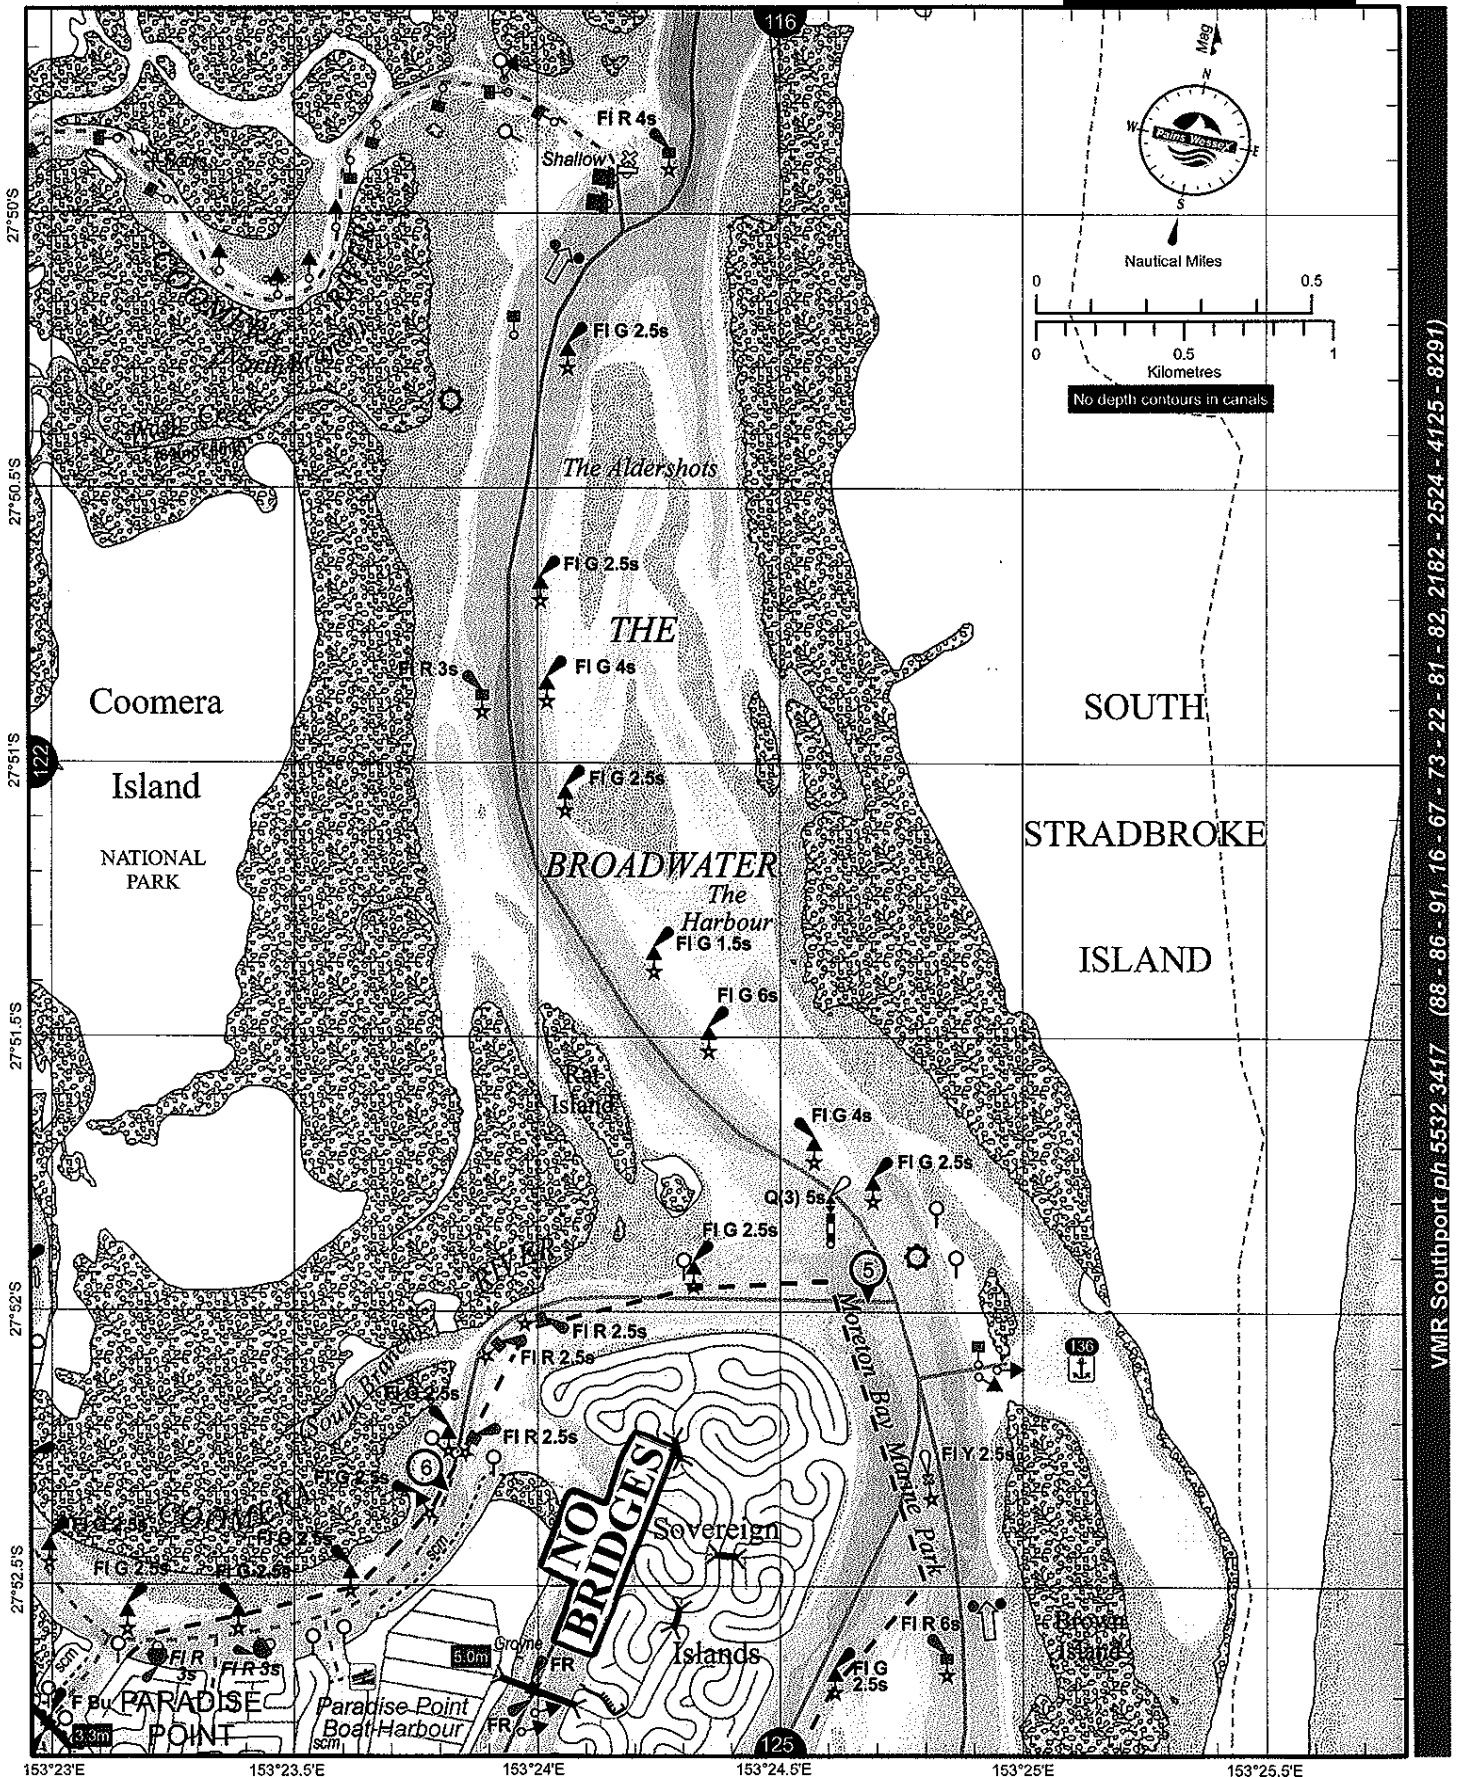 116
Mag
N
W
E
S
Pains Wessex
Nautical Miles
0 0.5
0 0.5 1
Kilometres
No depth contours in canals
Fl R 4s
Shallow
27°50'S
COOMERA
Fl G 2.5s
Creek
27°50.5'S
The Aldershots
Fl G 2.5s
THE
Fl R 3s
Fl G 4s
Coomera
Island
NATIONAL
PARK
SOUTH
STRADBROKE
ISLAND
122
27°51'S
Fl G 2.5s
BROADWATER
The
Harbour
Fl G 1.5s
Fl G 6s
27°51.5'S
Rat
Island
Fl G 4s
Fl G 2.5s
Q(3) 5s
Fl G 2.5s
RIVER
5
27°52'S
Fl R 2.5s
Fl R 2.5s
South Branch
Moreton Bay Marine Park
136
Fl G 2.5s
Fl R 2.5s
6
Fl G 2.5s
COOMERA
Fl Y 2.5s
NO
BRIDGES
Sovereign
Islands
scm
27°52.5'S
Fl G 2.5s
Fl G 2.5s
Fl R 6s
Brown
Island
scm
Fl R
3s
Fl R 3s
5.0m
Groyne
FR
Fl G
2.5s
F Bu
PARADISE
POINT
Paradise Point
Boat Harbour
scm
FR
3.3m
125
153°23'E
153°23.5'E
153°24'E
153°24.5'E
153°25'E
153°25.5'E
VMR Southport ph 5532 3417 (88 - 86 - 91, 16 - 67 - 73 - 22 - 81 - 82, 2182 - 2524 - 4125 - 8291)